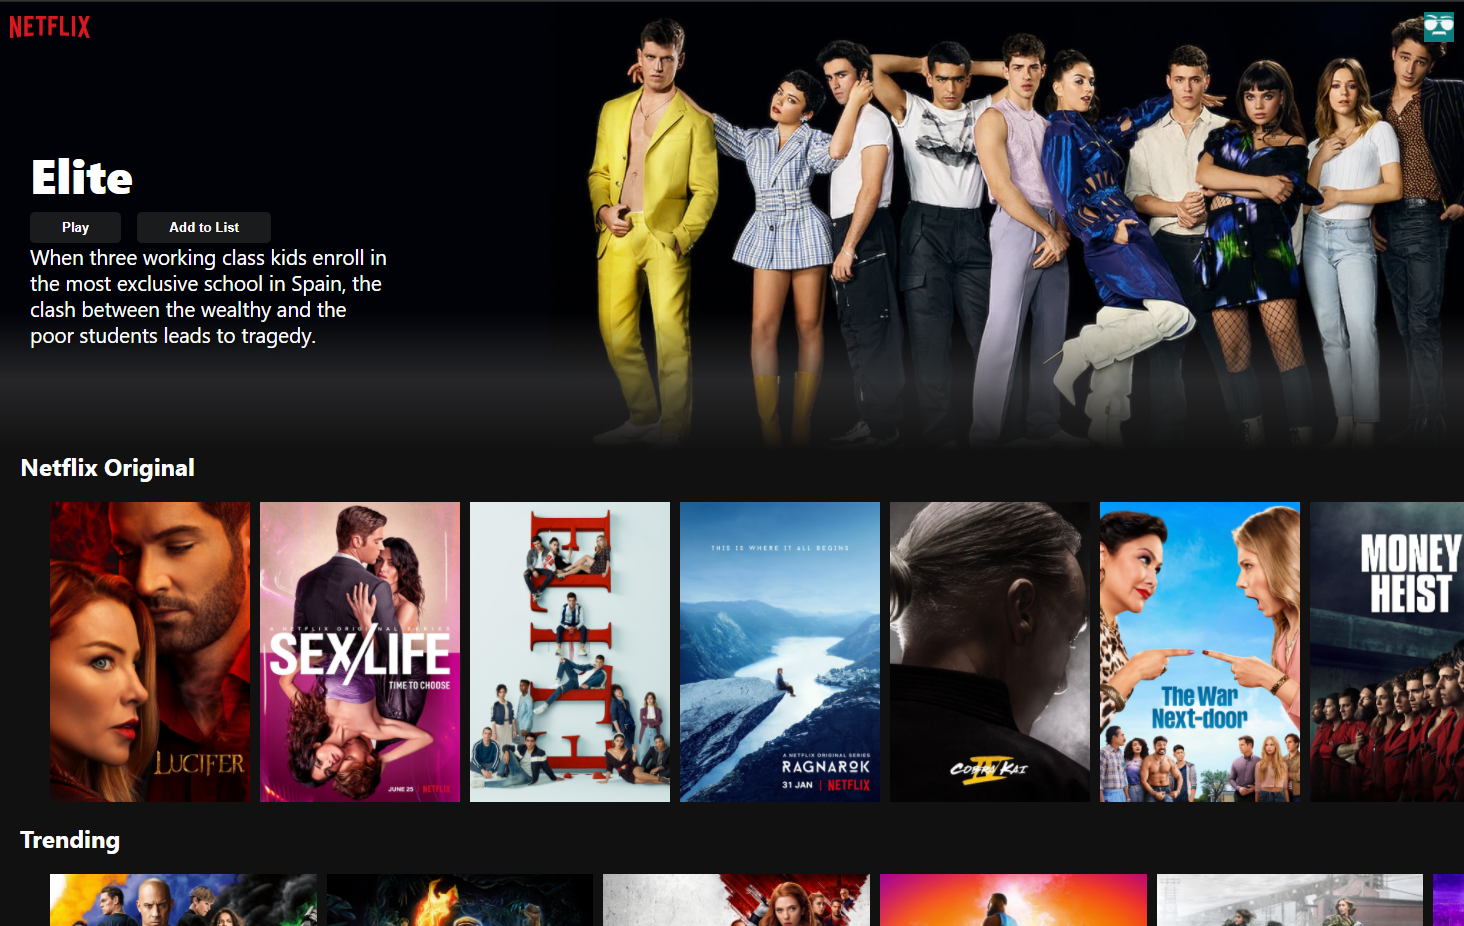 NETFLIX
Elite
Play
Add to List
When three working class kids enroll in
the most exclusive school in Spain, the
clash between the wealthy and the
poor students leads to tragedy.
Netflix Original
LUCIFER
A NETFLIX ORIGINAL SERIES
SEX/LIFE
TIME TO CHOOSE
JUNE 25 NETFLIX
ELITE
THIS IS WHERE IT ALL BEGINS
A NETFLIX ORIGINAL SERIES
RAGNAROK
31 JAN | NETFLIX
COBRA KAI
The War
Next-door
MONEY
HEIST
Trending